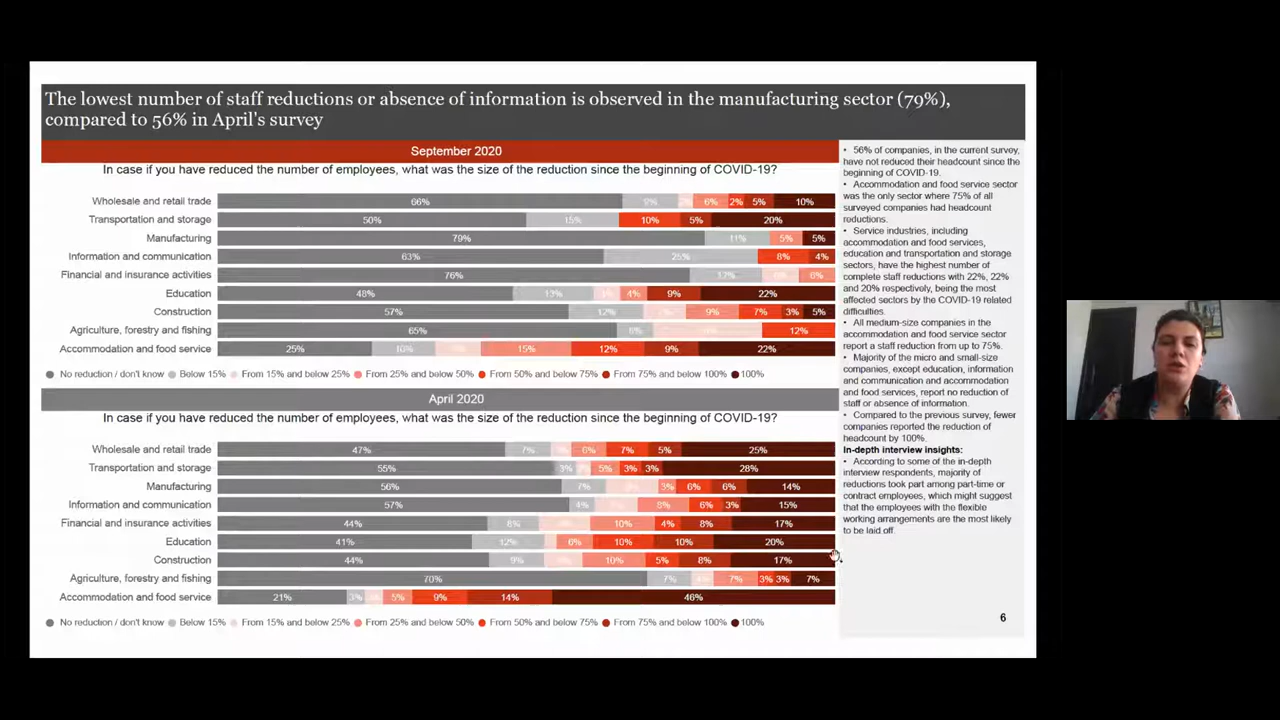 The lowest number of staff reductions or absence of information is observed in the manufacturing sector (79%),
compared to 56% in April's survey
September 2020
In case if you have reduced the number of employees, what was the size of the reduction since the beginning of COVID-19?
Wholesale and retail trade 66% 9% 2% 6% 2% 5% 10%
Transportation and storage 50% 15% 10% 5% 20%
Manufacturing 79% 11% 5% 5%
Information and communication 63% 25% 8% 4%
Financial and insurance activities 76% 12% 6% 6%
Education 48% 13% 4% 9% 22%
Construction 57% 12% 9% 7% 3% 5%
Agriculture, forestry and fishing 65% 6% 12%
Accommodation and food service 25% 10% 15% 12% 9% 22%
No reduction / don't know Below 15% From 15% and below 25% From 25% and below 50% From 50% and below 75% From 75% and below 100% 100%
April 2020
In case if you have reduced the number of employees, what was the size of the reduction since the beginning of COVID-19?
Wholesale and retail trade 47% 7% 6% 7% 5% 25%
Transportation and storage 55% 3% 5% 3% 3% 28%
Manufacturing 56% 7% 3% 6% 6% 14%
Information and communication 57% 4% 8% 6% 3% 15%
Financial and insurance activities 44% 8% 10% 4% 8% 17%
Education 41% 12% 6% 10% 10% 20%
Construction 44% 9% 10% 5% 8% 17%
Agriculture, forestry and fishing 70% 7% 7% 3% 3% 7%
Accommodation and food service 21% 3% 5% 9% 14% 46%
No reduction / don't know Below 15% From 15% and below 25% From 25% and below 50% From 50% and below 75% From 75% and below 100% 100%
• 56% of companies, in the current survey,
have not reduced their headcount since the
beginning of COVID-19.
• Accommodation and food service sector
was the only sector where 75% of all
surveyed companies had headcount
reductions.
• Service industries, including
accommodation and food services,
education and transportation and storage
sectors, have the highest number of
complete staff reductions with 22%, 22%
and 20% respectively, being the most
affected sectors by the COVID-19 related
difficulties.
• All medium-size companies in the
accommodation and food service sector
report a staff reduction from up to 75%.
• Majority of the micro and small-size
companies, except education, information
and communication and accommodation
and food services, report no reduction of
staff or absence of information.
• Compared to the previous survey, fewer
companies reported the reduction of
headcount by 100%.
In-depth interview insights:
• According to some of the in-depth
interview respondents, majority of
reductions took part among part-time or
contract employees, which might suggest
that the employees with the flexible
working arrangements are the most likely
to be laid off.
6